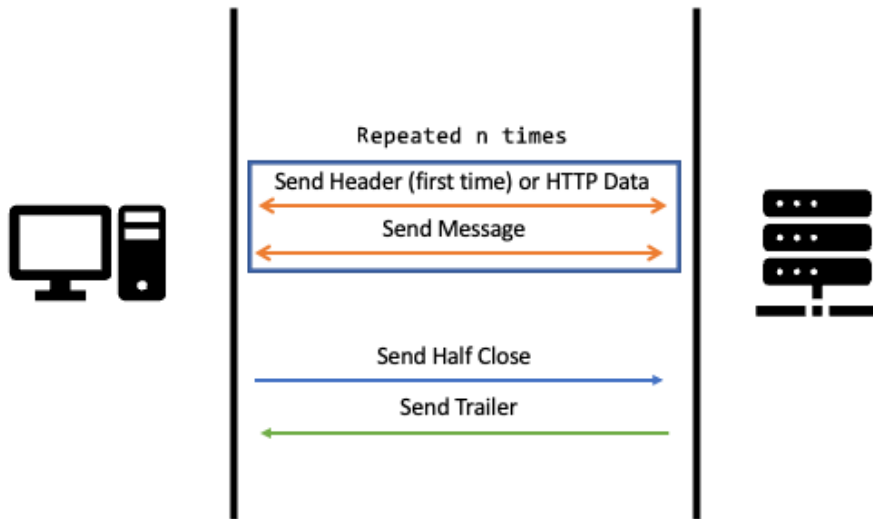 Repeated n times
Send Header (first time) or HTTP Data
Send Message
Send Half Close
Send Trailer